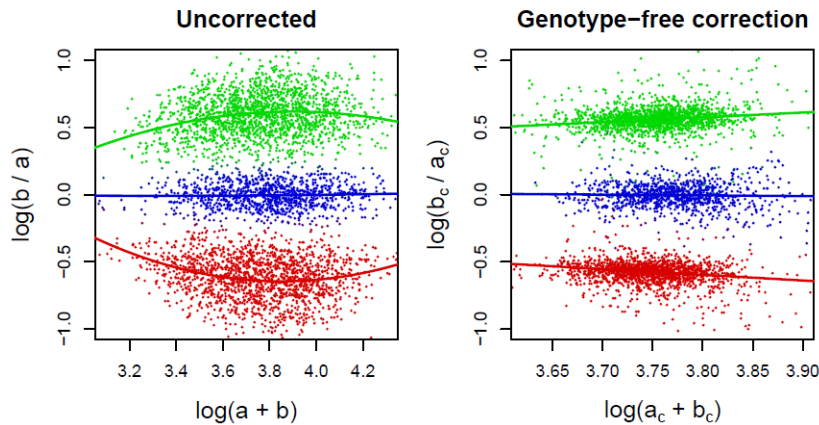 Uncorrected
Genotype−free correction
log(b / a)
1.0
0.5
0.0
−0.5
−1.0
3.2 3.4 3.6 3.8 4.0 4.2
log(a + b)
log(b_c / a_c)
1.0
0.5
0.0
−0.5
−1.0
3.65 3.70 3.75 3.80 3.85 3.90
log(a_c + b_c)